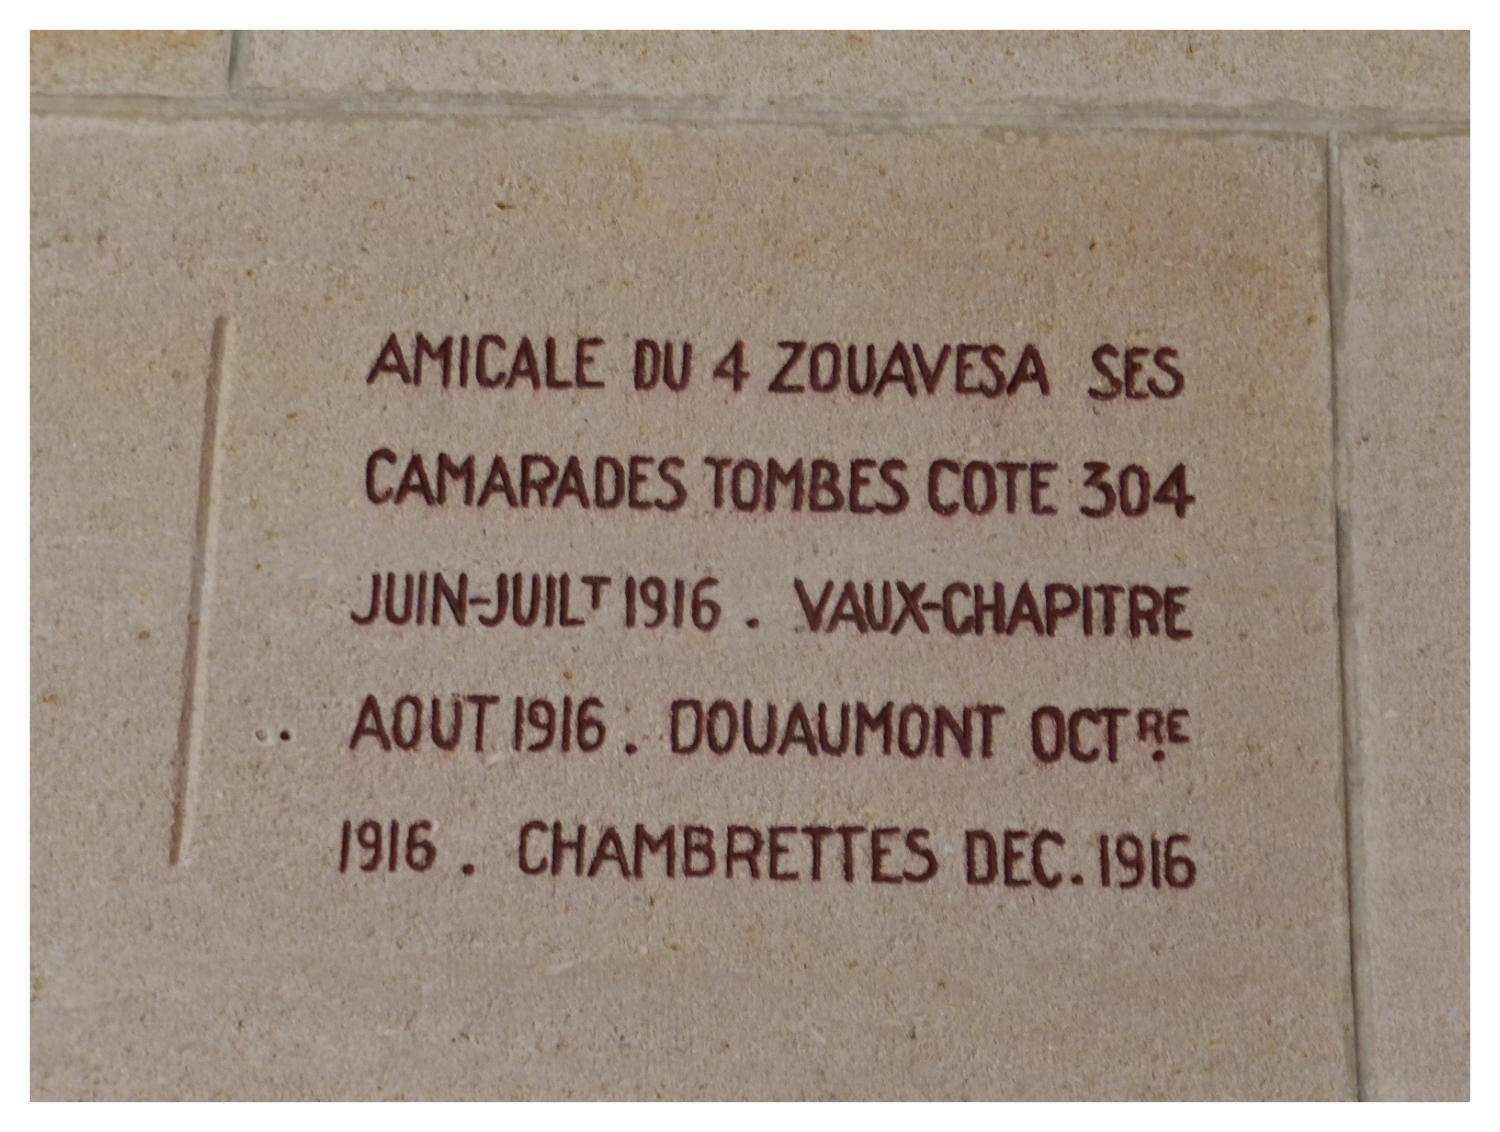 AMICALE DU 4 ZOUAVESA SES
CAMARADES TOMBES COTE 304
JUIN-JUILT 1916 . VAUX-CHAPITRE
AOUT 1916 . DOUAUMONT OCTRE.
1916 . CHAMBRETTES DEC. 1916